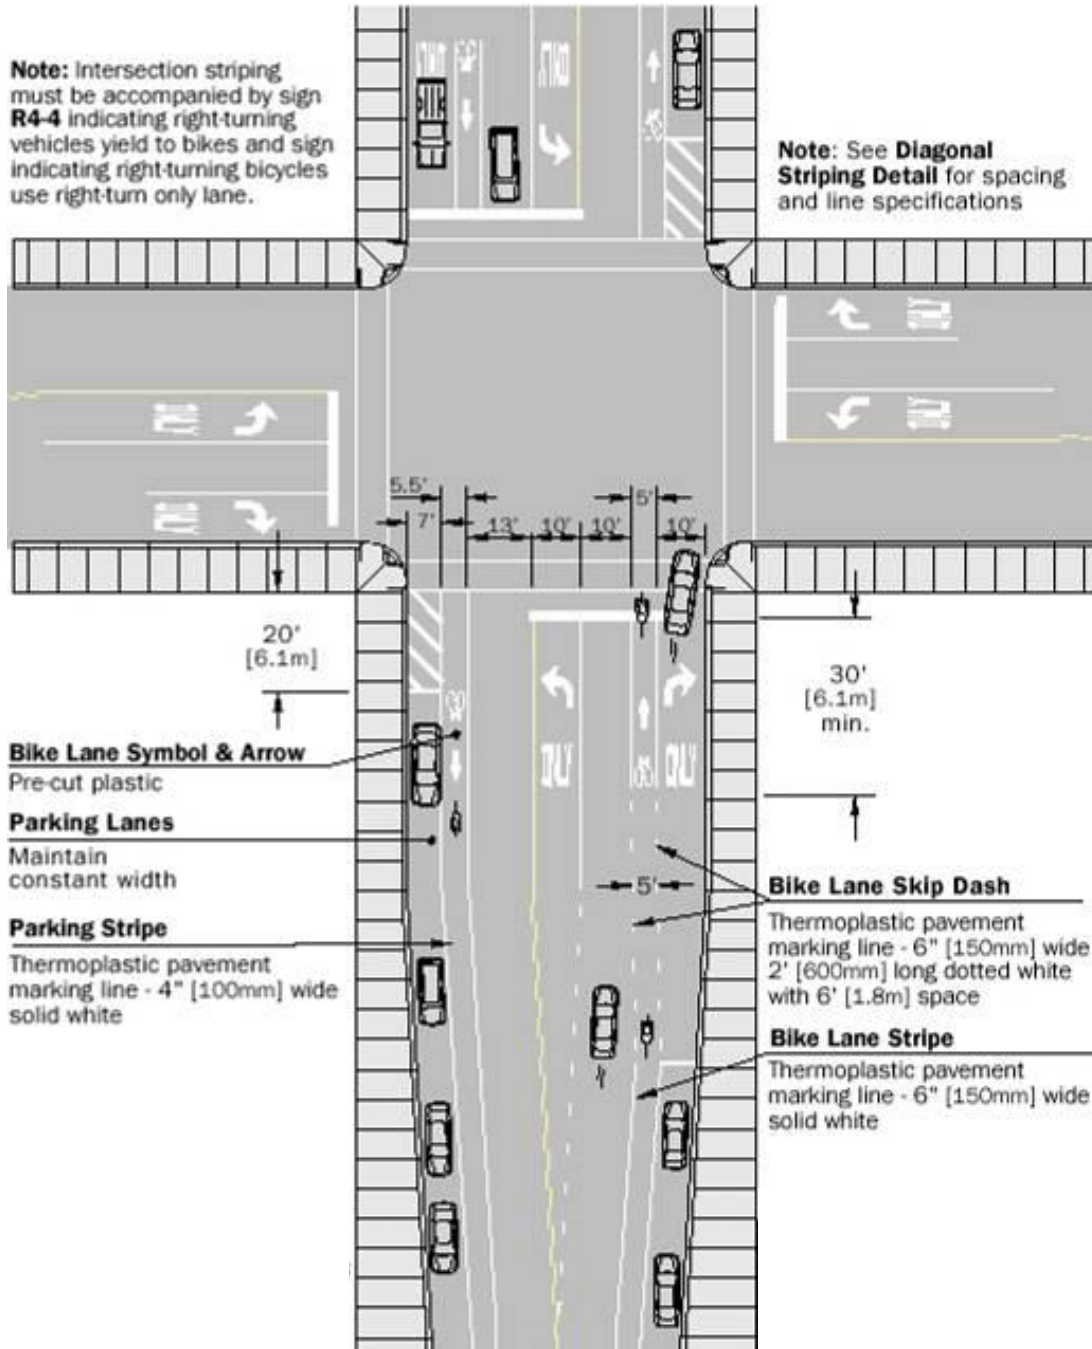 Note: Intersection striping
must be accompanied by sign
R4-4 indicating right-turning
vehicles yield to bikes and sign
indicating right-turning bicycles
use right-turn only lane.
Note: See Diagonal
Striping Detail for spacing
and line specifications
ONLY
5.5'
5'
7'
13'
10'
10'
10'
20'
[6.1m]
30'
[6.1m]
min.
Bike Lane Symbol & Arrow
Pre-cut plastic
ONLY
ONLY
Parking Lanes
Maintain
constant width
5'
Bike Lane Skip Dash
Thermoplastic pavement
marking line - 6" [150mm] wide
2' [600mm] long dotted white
with 6' [1.8m] space
Parking Stripe
Thermoplastic pavement
marking line - 4" [100mm] wide
solid white
Bike Lane Stripe
Thermoplastic pavement
marking line - 6" [150mm] wide
solid white